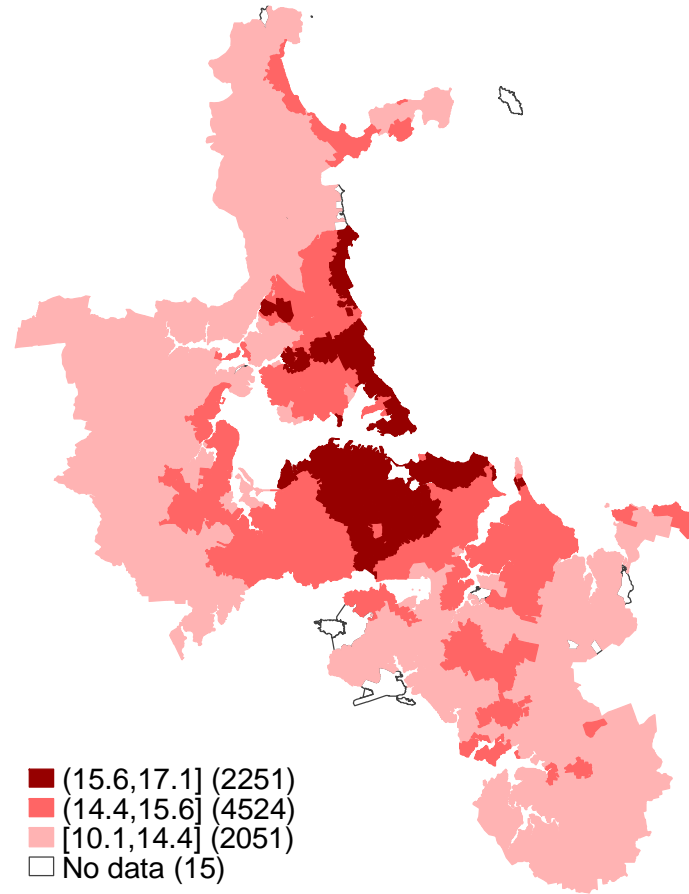 (15.6,17.1] (2251)
(14.4,15.6] (4524)
[10.1,14.4] (2051)
No data (15)